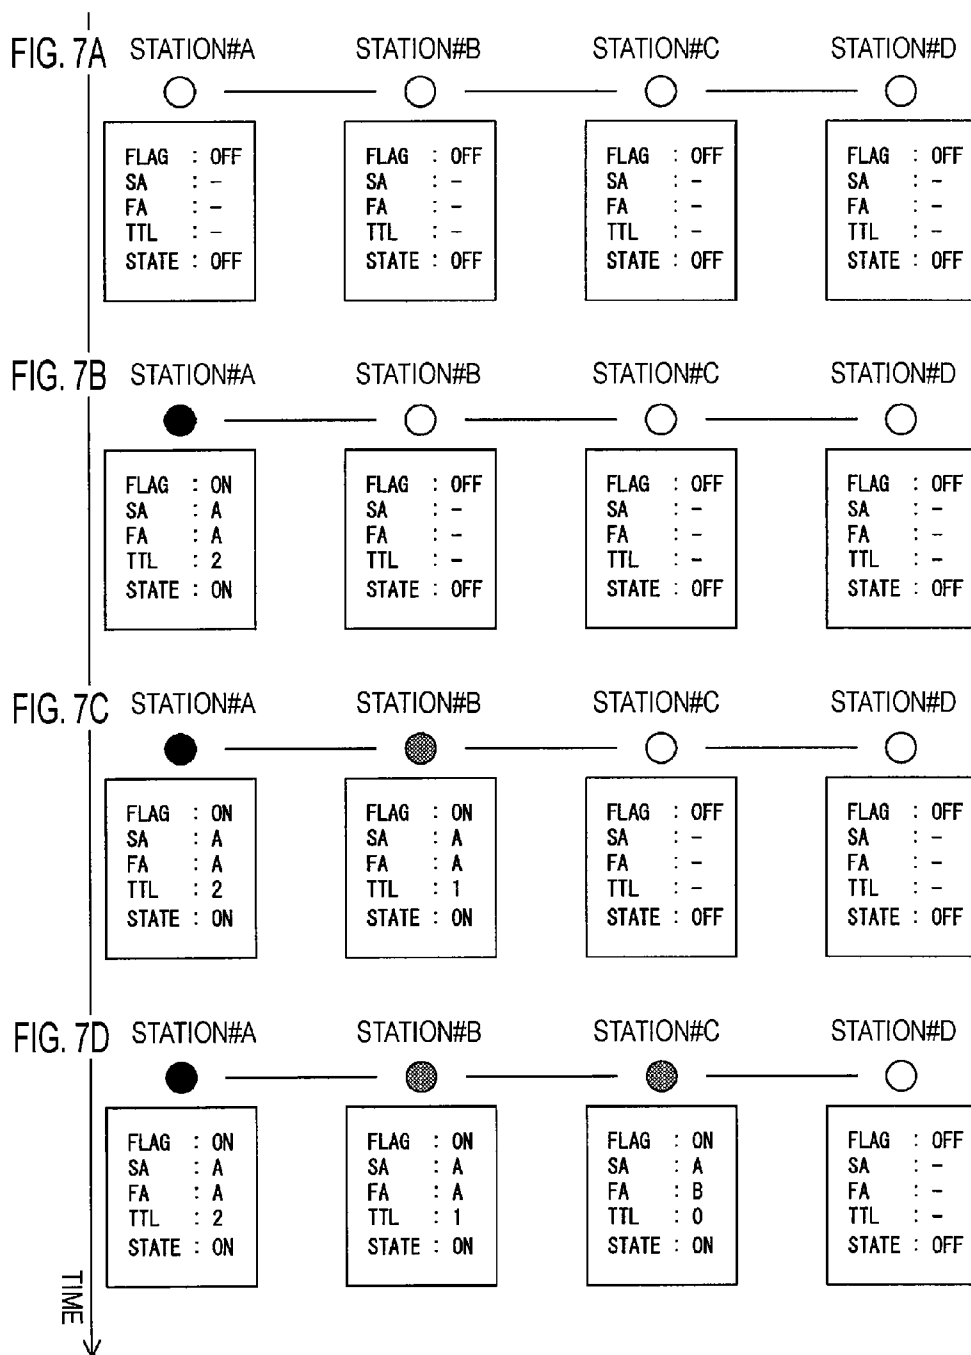 FIG. 7A STATION#A STATION#B STATION#C STATION#D
FLAG : OFF FLAG : OFF FLAG : OFF FLAG : OFF
SA : - SA : - SA : - SA : -
FA : - FA : - FA : - FA : -
TTL : - TTL : - TTL : - TTL : -
STATE : OFF STATE : OFF STATE : OFF STATE : OFF
FIG. 7B STATION#A STATION#B STATION#C STATION#D
FLAG : ON FLAG : OFF FLAG : OFF FLAG : OFF
SA : A SA : - SA : - SA : -
FA : A FA : - FA : - FA : -
TTL : 2 TTL : - TTL : - TTL : -
STATE : ON STATE : OFF STATE : OFF STATE : OFF
FIG. 7C STATION#A STATION#B STATION#C STATION#D
FLAG : ON FLAG : ON FLAG : OFF FLAG : OFF
SA : A SA : A SA : - SA : -
FA : A FA : A FA : - FA : -
TTL : 2 TTL : 1 TTL : - TTL : -
STATE : ON STATE : ON STATE : OFF STATE : OFF
FIG. 7D STATION#A STATION#B STATION#C STATION#D
FLAG : ON FLAG : ON FLAG : ON FLAG : OFF
SA : A SA : A SA : A SA : -
FA : A FA : A FA : B FA : -
TTL : 2 TTL : 1 TTL : 0 TTL : -
STATE : ON STATE : ON STATE : ON STATE : OFF
TIME